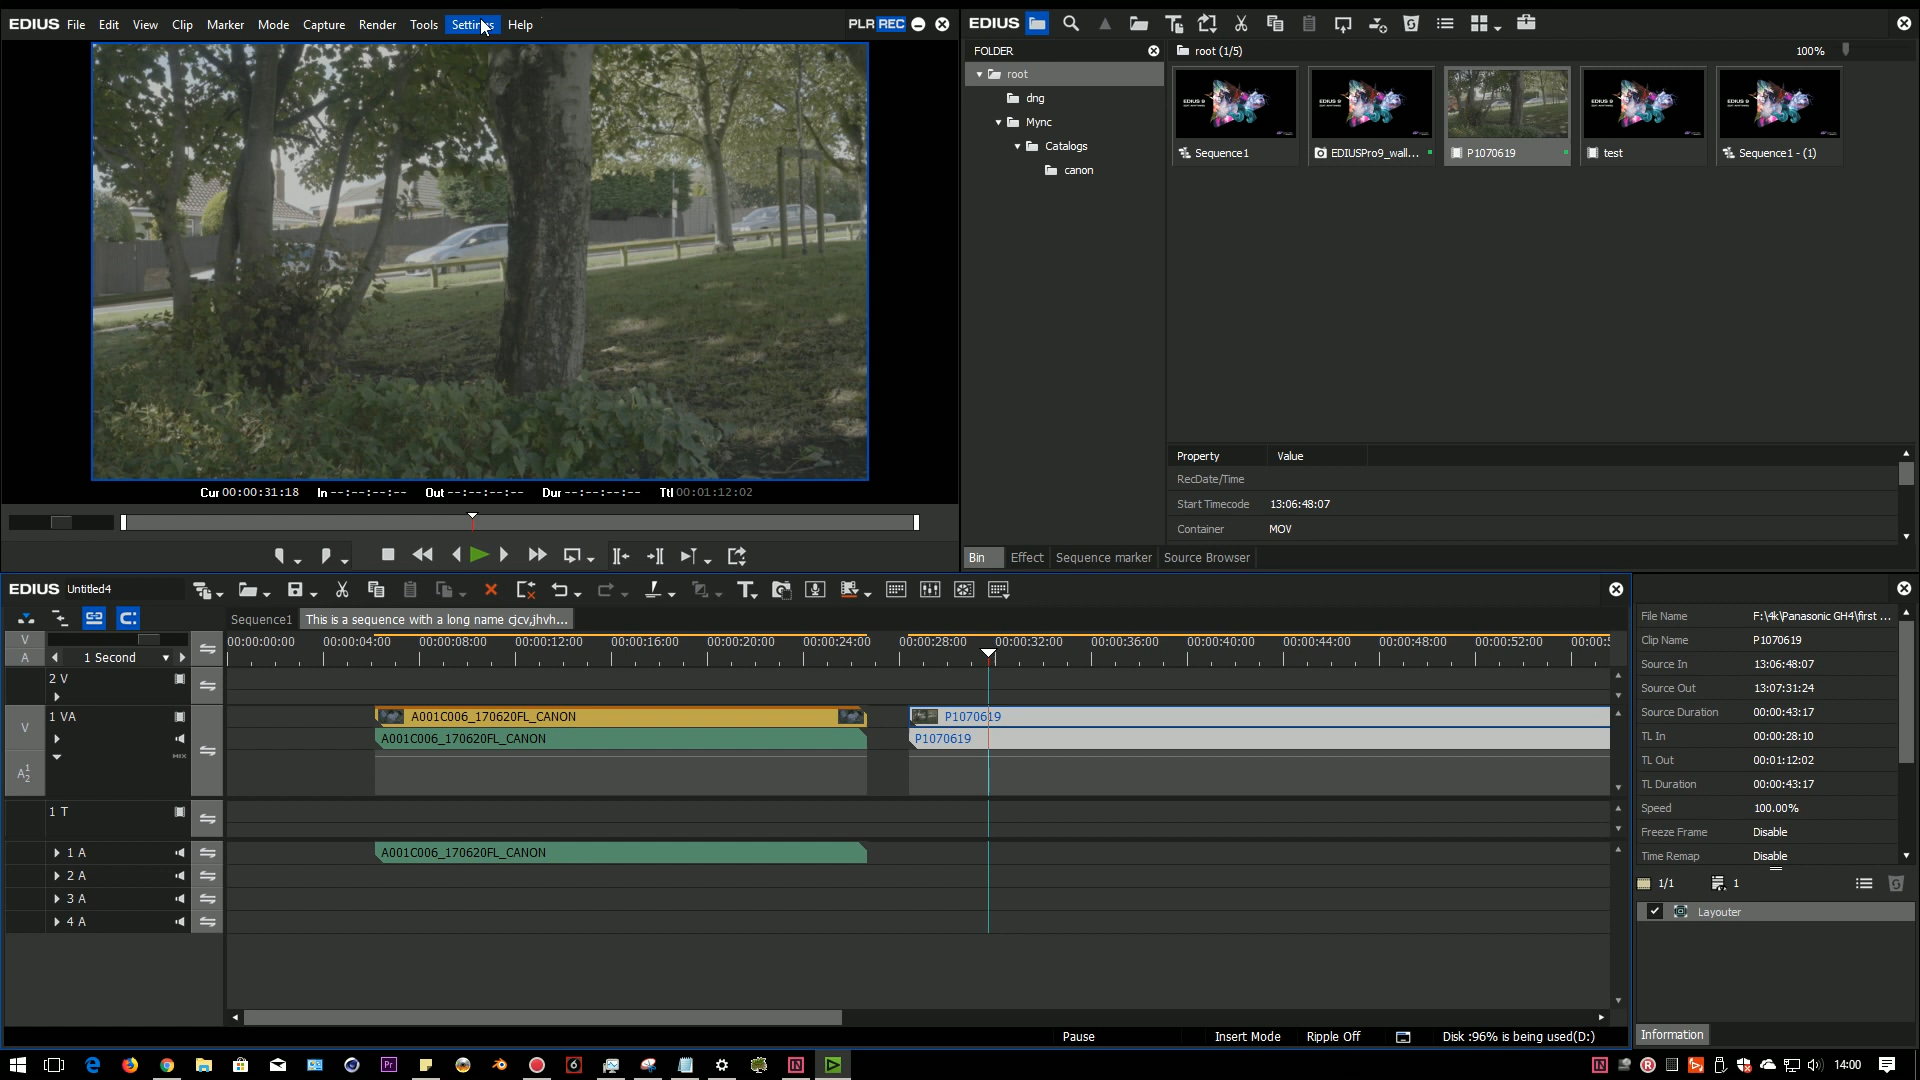 EDIUS File Edit View Clip Marker Mode Capture Render Tools Settings Help PLR REC
Cur 00:00:31:18 In --:--:--:-- Out --:--:--:-- Dur --:--:--:-- Ttl 00:01:12:02
EDIUS
FOLDER
root
dng
Mync
Catalogs
canon
root (1/5) 100%
Sequence1 EDIUSPro9_wall... P1070619 test Sequence1 - (1)
Property Value
RecDate/Time
Start Timecode 13:06:48:07
Container MOV
Bin Effect Sequence marker Source Browser
EDIUS Untitled4
Sequence1 This is a sequence with a long name cjcv,jhvh...
00:00:00:00 00:00:04:00 00:00:08:00 00:00:12:00 00:00:16:00 00:00:20:00 00:00:24:00 00:00:28:00 00:00:32:00 00:00:36:00 00:00:40:00 00:00:44:00 00:00:48:00 00:00:52:00 00:00:5
V
A 1 Second
2 V
V 1 VA A001C006_170620FL_CANON P1070619
A001C006_170620FL_CANON P1070619
MIX
A 1 2
1 T
1 A A001C006_170620FL_CANON
2 A
3 A
4 A
Pause Insert Mode Ripple Off Disk :96% is being used(D:)
File Name F:\4k\Panasonic GH4\first ...
Clip Name P1070619
Source In 13:06:48:07
Source Out 13:07:31:24
Source Duration 00:00:43:17
TL In 00:00:28:10
TL Out 00:01:12:02
TL Duration 00:00:43:17
Speed 100.00%
Freeze Frame Disable
Time Remap Disable
1/1 1
Layouter
Information
14:00